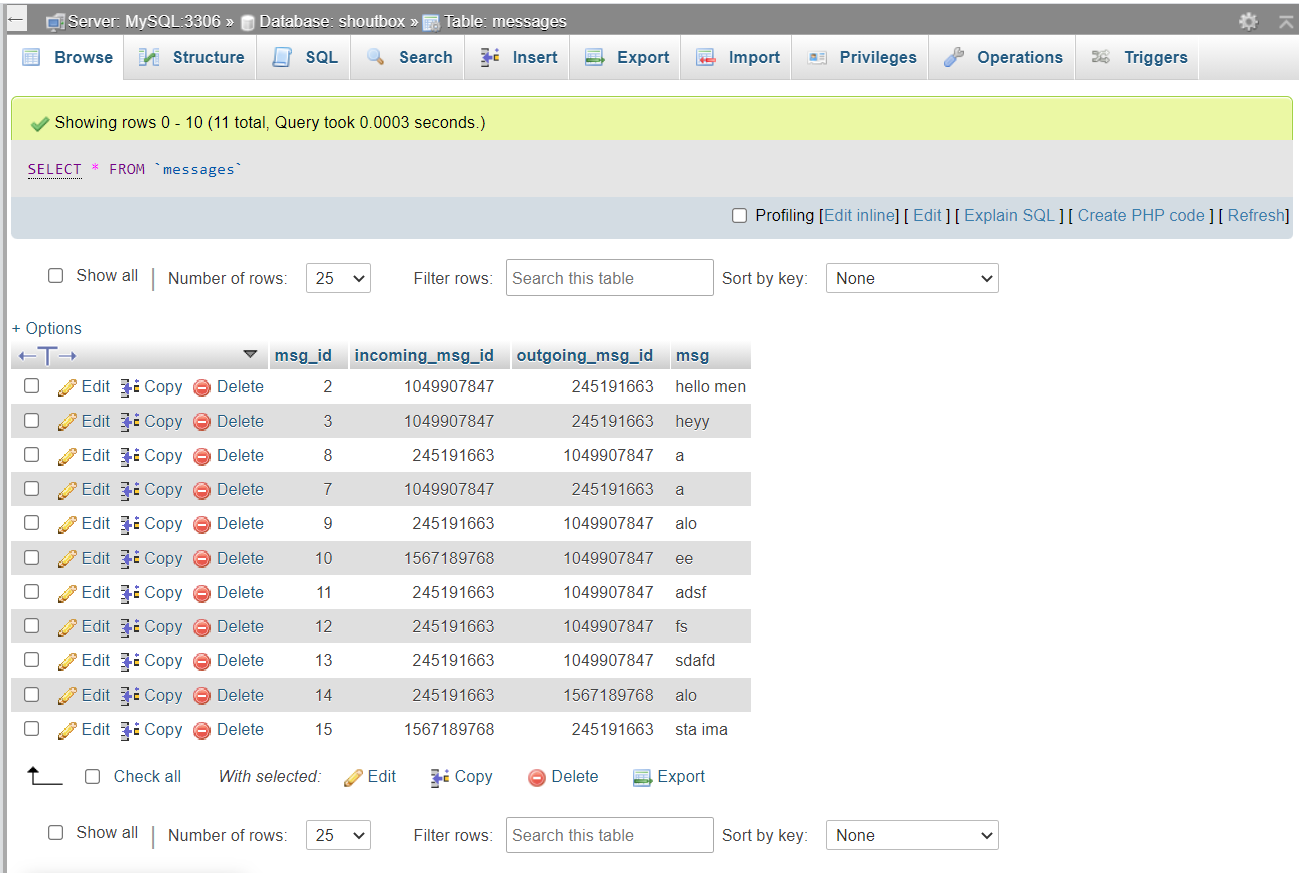 Server: MySQL:3306 » Database: shoutbox » Table: messages
Browse Structure SQL Search Insert Export Import Privileges Operations Triggers
Showing rows 0 - 10 (11 total, Query took 0.0003 seconds.)
SELECT * FROM `messages`
Profiling [Edit inline] [ Edit ] [ Explain SQL ] [ Create PHP code ] [ Refresh]
Show all | Number of rows: 25 Filter rows: Search this table Sort by key: None
+ Options
←T→ msg_id incoming_msg_id outgoing_msg_id msg
Edit Copy Delete 2 1049907847 245191663 hello men
Edit Copy Delete 3 1049907847 245191663 heyy
Edit Copy Delete 8 245191663 1049907847 a
Edit Copy Delete 7 1049907847 245191663 a
Edit Copy Delete 9 245191663 1049907847 alo
Edit Copy Delete 10 1567189768 1049907847 ee
Edit Copy Delete 11 245191663 1049907847 adsf
Edit Copy Delete 12 245191663 1049907847 fs
Edit Copy Delete 13 245191663 1049907847 sdafd
Edit Copy Delete 14 245191663 1567189768 alo
Edit Copy Delete 15 1567189768 245191663 sta ima
Check all With selected: Edit Copy Delete Export
Show all | Number of rows: 25 Filter rows: Search this table Sort by key: None